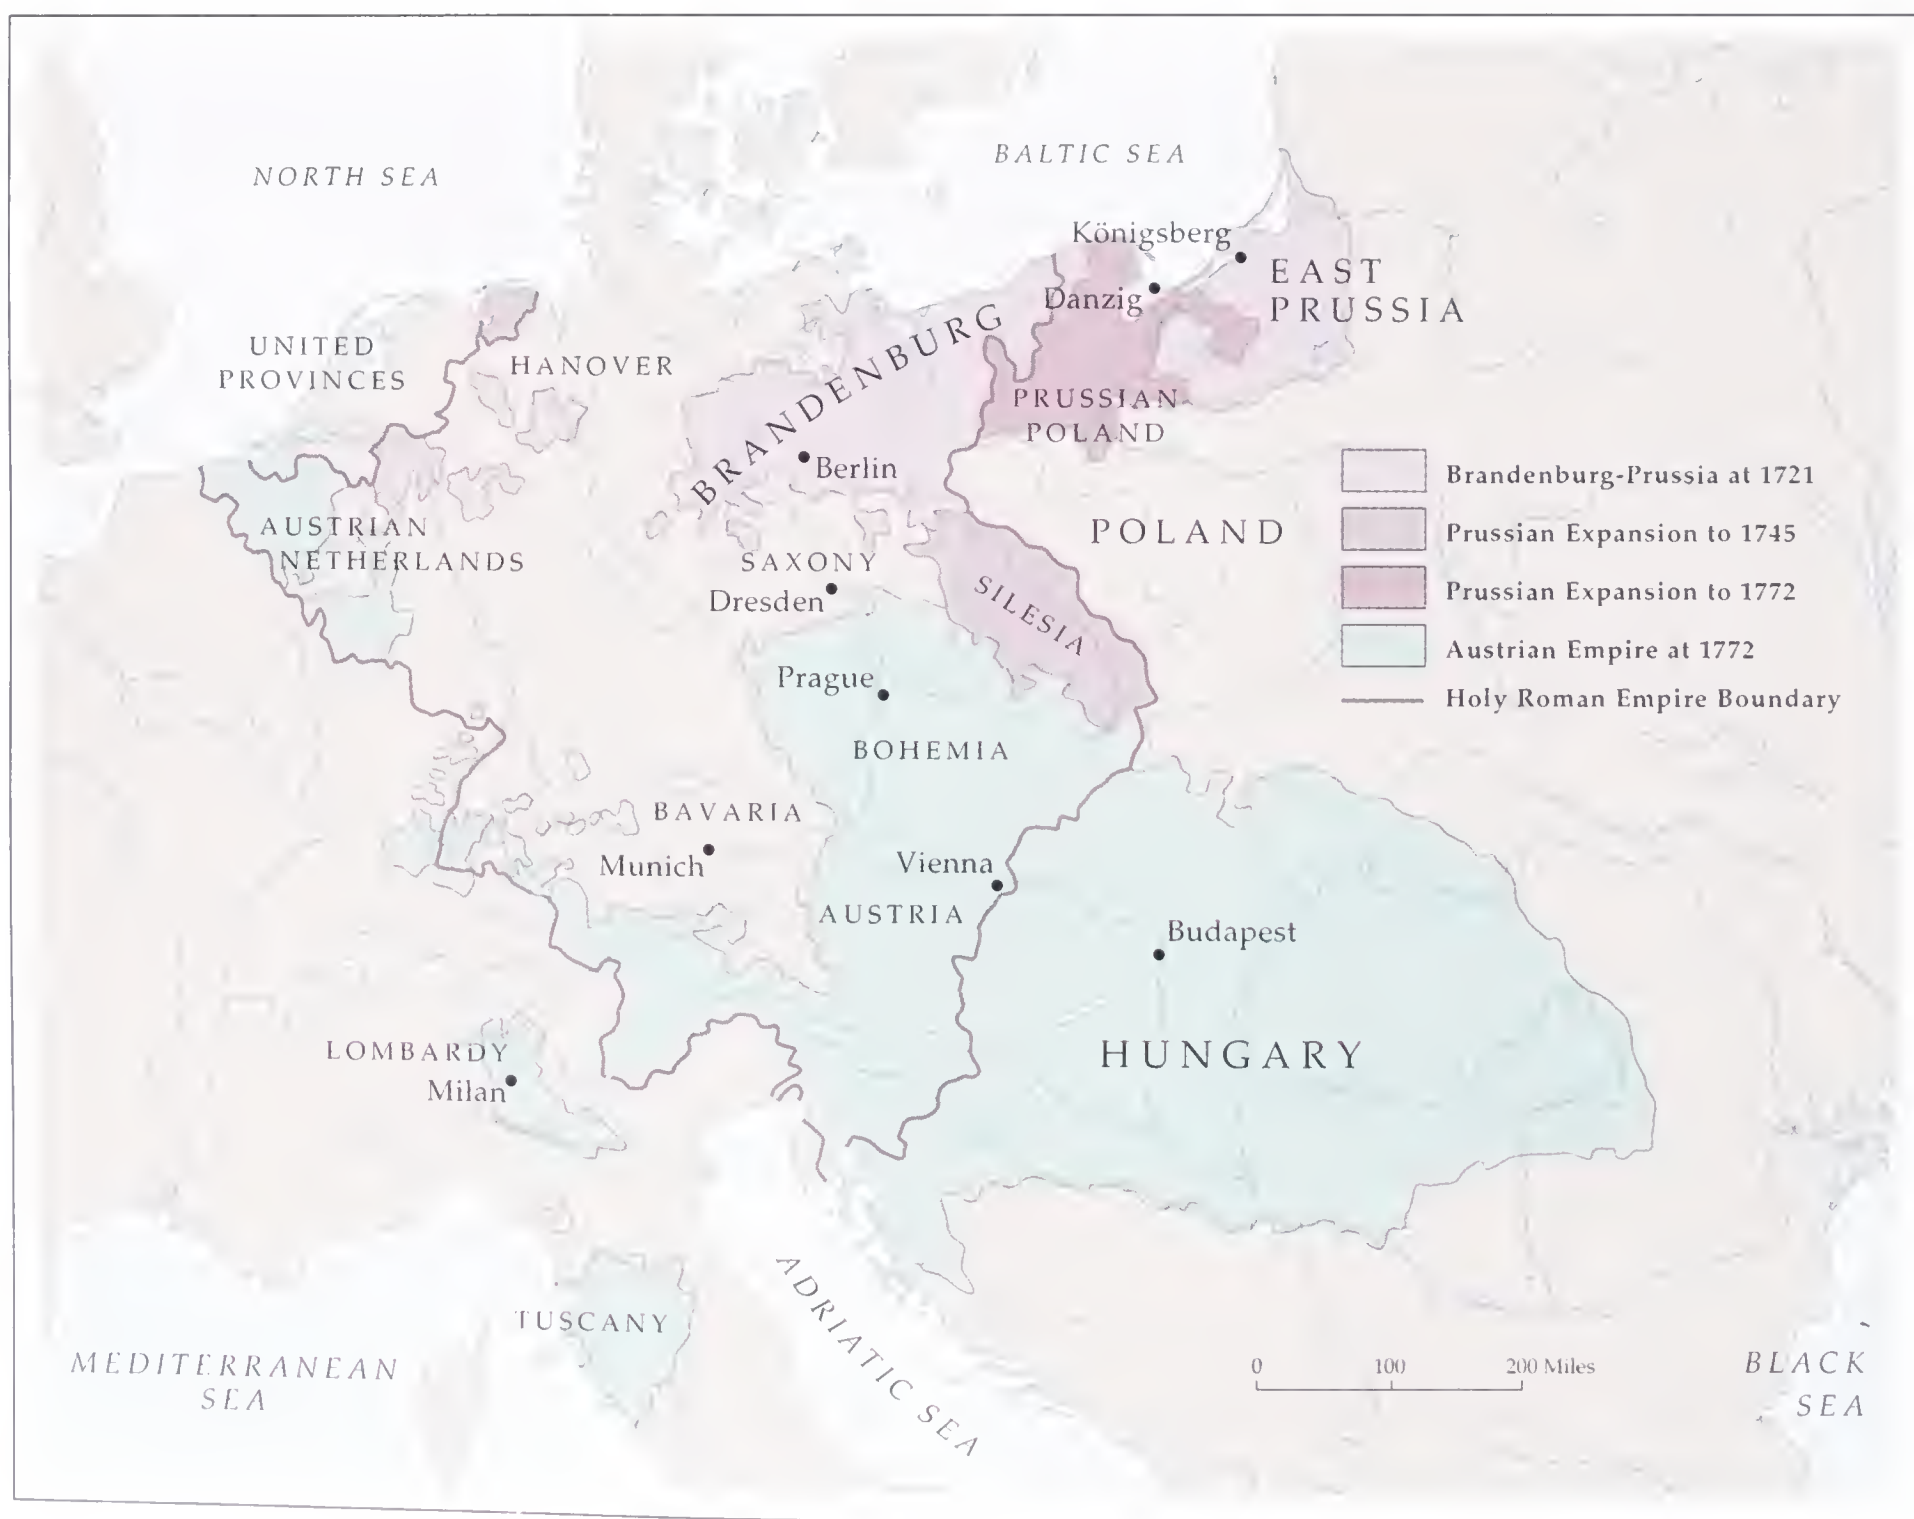 NORTH SEA
BALTIC SEA
Königsberg
EAST
PRUSSIA
Danzig
UNITED
PROVINCES
HANOVER
BRANDENBURG
PRUSSIAN
POLAND
Berlin
AUSTRIAN
NETHERLANDS
POLAND
SAXONY
Dresden
SILESIA
Brandenburg-Prussia at 1721
Prussian Expansion to 1745
Prussian Expansion to 1772
Austrian Empire at 1772
Holy Roman Empire Boundary
Prague
BOHEMIA
BAVARIA
Munich
Vienna
AUSTRIA
Budapest
HUNGARY
LOMBARDY
Milan
TUSCANY
ADRIATIC SEA
MEDITERRANEAN
SEA
0 100 200 Miles
BLACK
SEA